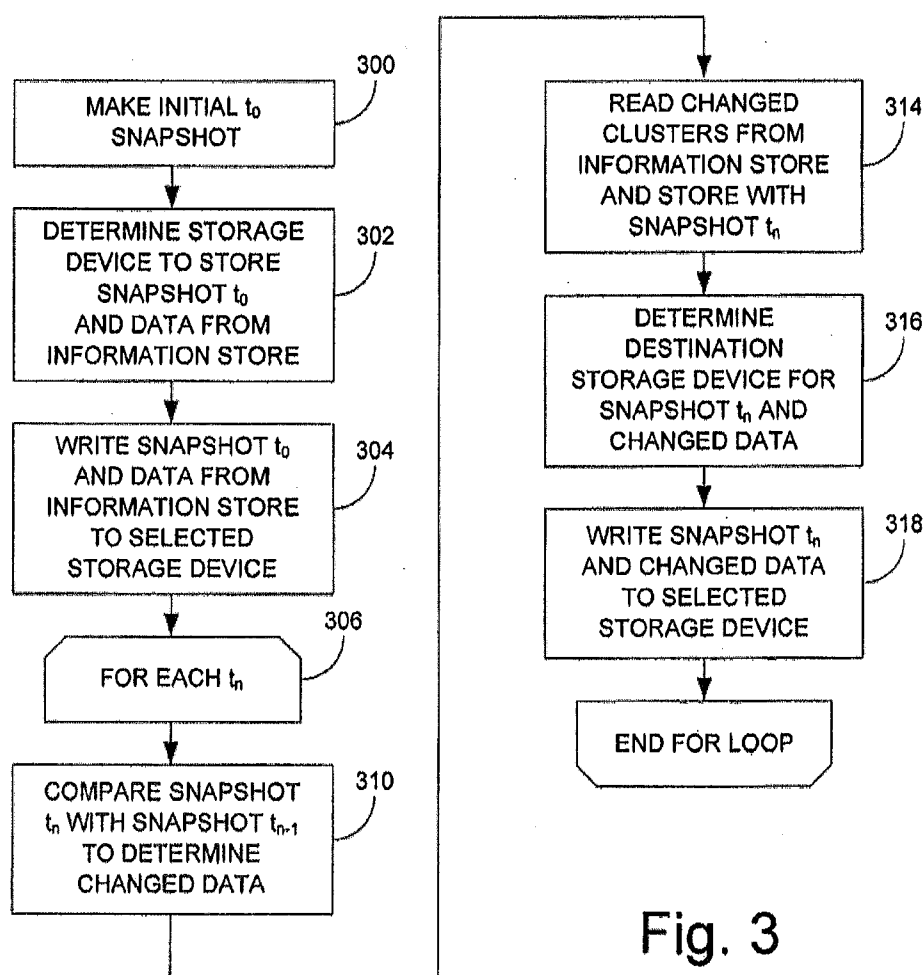 300
MAKE INITIAL t₀
SNAPSHOT
302
DETERMINE STORAGE
DEVICE TO STORE
SNAPSHOT t₀
AND DATA FROM
INFORMATION STORE
304
WRITE SNAPSHOT t₀
AND DATA FROM
INFORMATION STORE
TO SELECTED
STORAGE DEVICE
306
FOR EACH tₙ
310
COMPARE SNAPSHOT
tₙ WITH SNAPSHOT tₙ₋₁
TO DETERMINE
CHANGED DATA
314
READ CHANGED
CLUSTERS FROM
INFORMATION STORE
AND STORE WITH
SNAPSHOT tₙ
316
DETERMINE
DESTINATION
STORAGE DEVICE FOR
SNAPSHOT tₙ AND
CHANGED DATA
318
WRITE SNAPSHOT tₙ
AND CHANGED DATA
TO SELECTED
STORAGE DEVICE
END FOR LOOP
Fig. 3